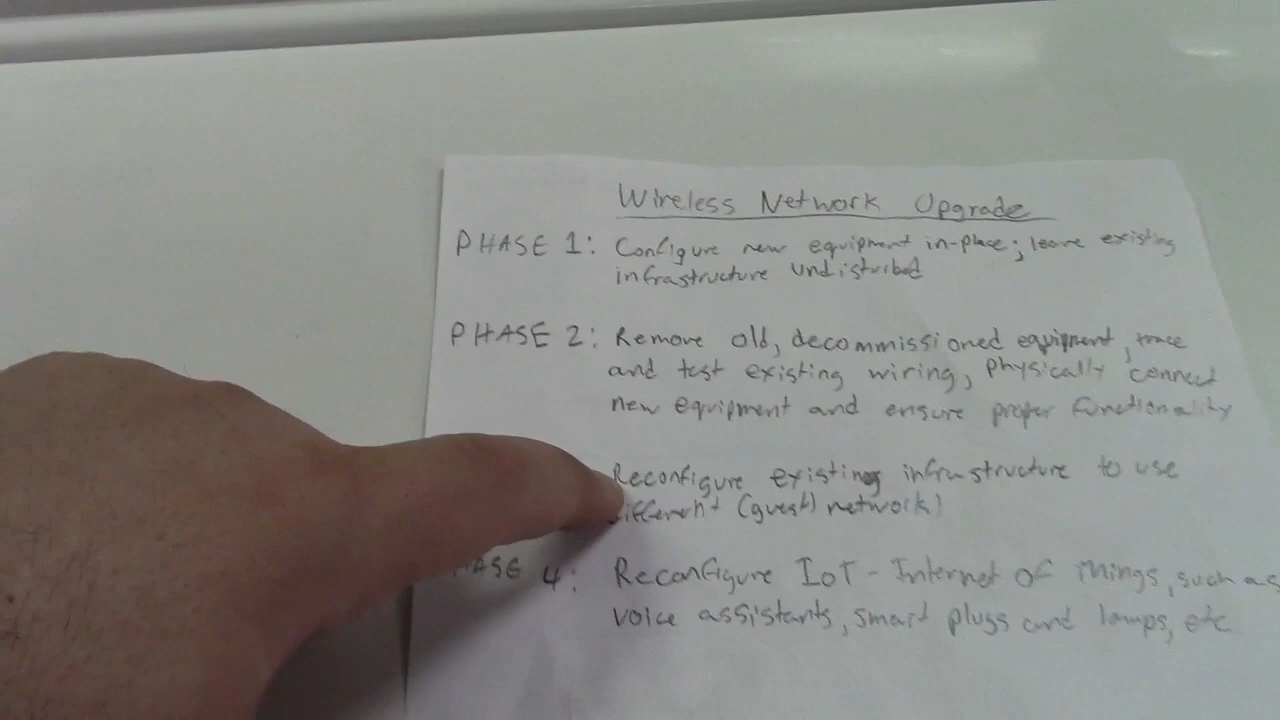 Wireless Network Upgrade
PHASE 1: Configure new equipment in-place; leave existing
infrastructure undisturbed
PHASE 2: Remove old, decommissioned equipment, trace
and test existing wiring, physically connect
new equipment and ensure proper functionality
Reconfigure existing infrastructure to use
ifferent (guest) network)
HASE 4: Reconfigure IoT - Internet of Things, such as
voice assistants, smart plugs and lamps, etc